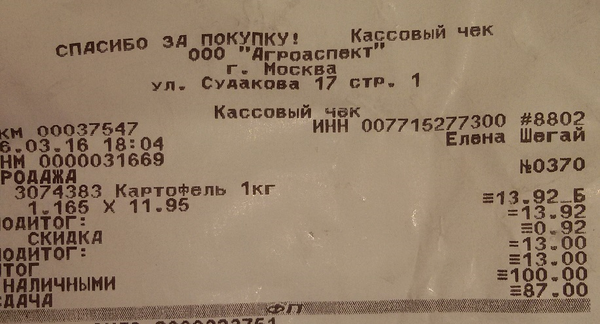 СПАСИБО ЗА ПОКУПКУ! Кассовый чек
ООО "Агроаспект"
г. Москва
ул. Судакова 17 стр. 1
Кассовый чек
КМ 00037547 ИНН 007715277300 #8802
6.03.16 18:04 Елена Шегай
НМ 0000031669
РОДАЖА №0370
3074383 Картофель 1кг
1.165 X 11.95 ≡13.92_Б
ОДИТОГ: =13.92
СКИДКА ≡0.92
ОДИТОГ: =13.00
ТОГ ≡13.00
НАЛИЧНЫМИ ≡100.00
ДАЧА ≡87.00
ФП